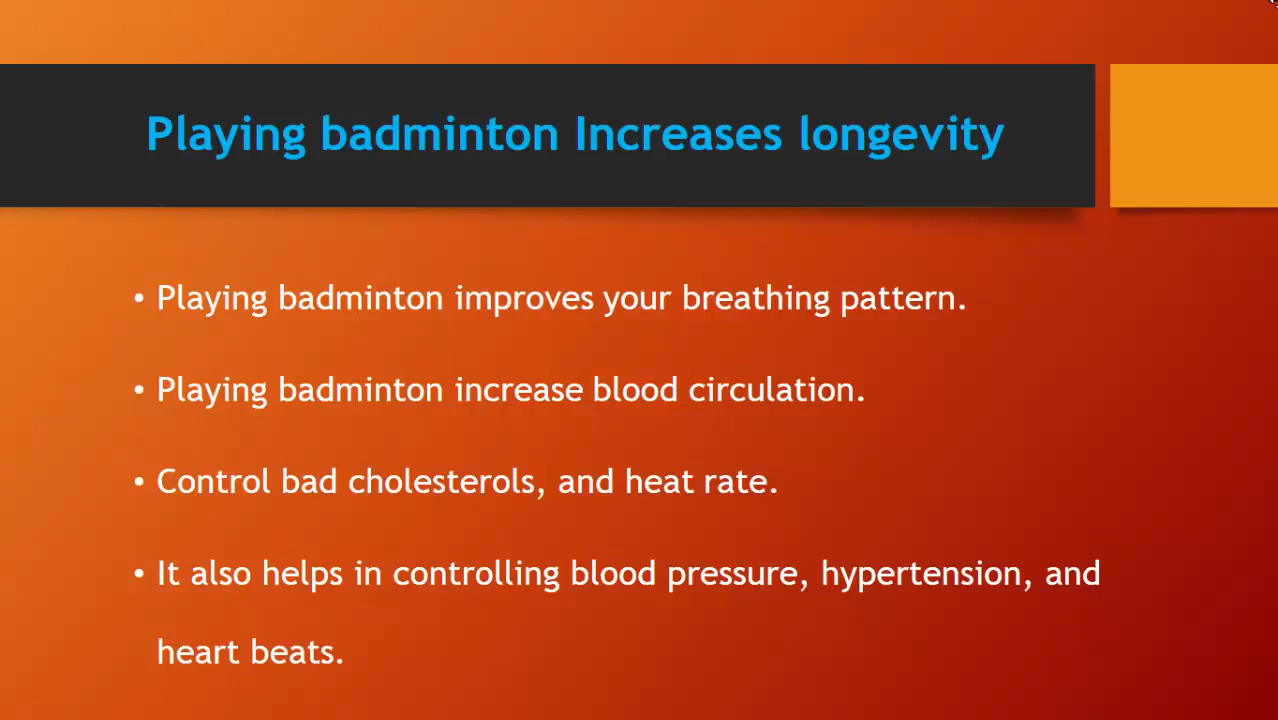 Playing badminton Increases longevity
• Playing badminton improves your breathing pattern.
• Playing badminton increase blood circulation.
• Control bad cholesterols, and heat rate.
• It also helps in controlling blood pressure, hypertension, and
heart beats.